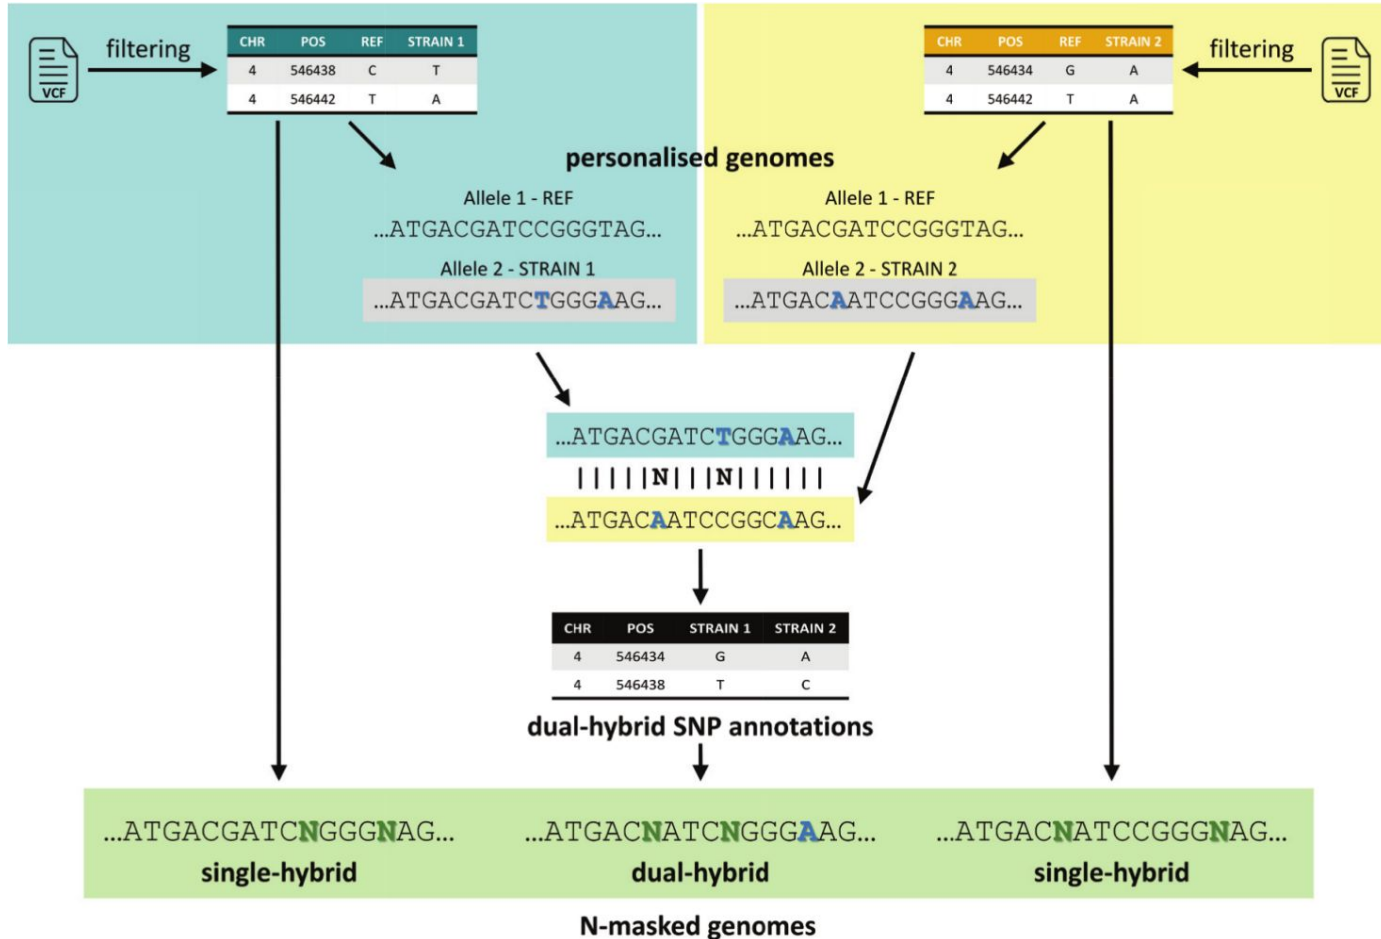 filtering
VCF
CHR POS REF STRAIN 1
4 546438 C T
4 546442 T A
CHR POS REF STRAIN 2
4 546434 G A
4 546442 T A
filtering
VCF
personalised genomes
Allele 1 - REF
...ATGACGATCCGGGTAG...
Allele 2 - STRAIN 1
...ATGACGATCTGGGAAG...
Allele 1 - REF
...ATGACGATCCGGGTAG...
Allele 2 - STRAIN 2
...ATGACAATCCGGGAAG...
...ATGACGATCTGGGAAG...
|||||N|||N||||||
...ATGACAATCCGGCAAG...
CHR POS STRAIN 1 STRAIN 2
4 546434 G A
4 546438 T C
dual-hybrid SNP annotations
...ATGACGATCNGGGNAG...
single-hybrid
...ATGACNATCNGGGAAG...
dual-hybrid
...ATGACNATCCGGGNAG...
single-hybrid
N-masked genomes